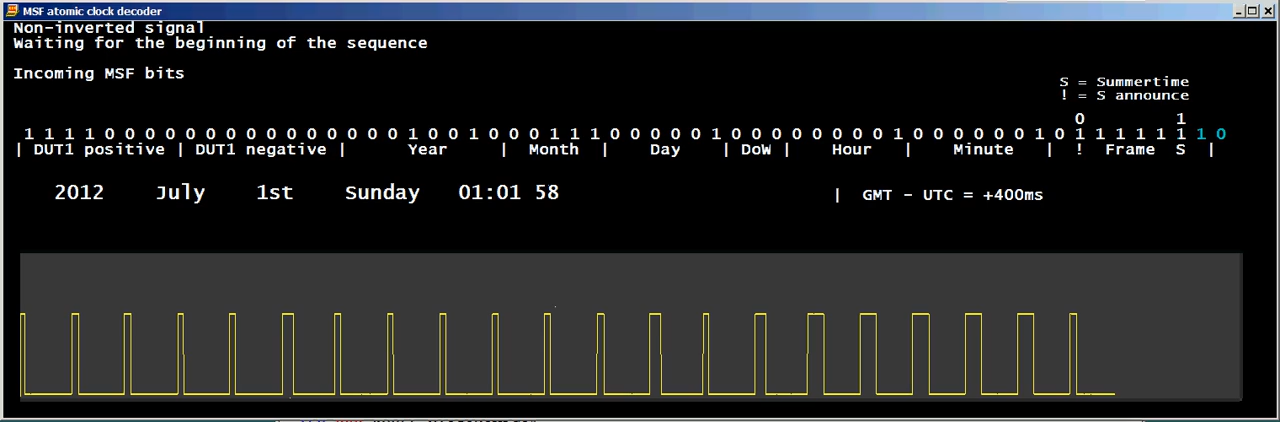 MSF atomic clock decoder
Non-inverted signal
Waiting for the beginning of the sequence
Incoming MSF bits
S = Summertime
! = S announce
0 1
1 1 1 1 0 0 0 0 0 0 0 0 0 0 0 0 0 0 0 1 0 0 1 0 0 0 1 1 1 0 0 0 0 0 1 0 0 0 0 0 0 0 0 1 0 0 0 0 0 0 1 0 1 1 1 1 1 1 1 0
| DUT1 positive | DUT1 negative | Year | Month | Day | DoW | Hour | Minute | ! Frame S |
2012 July 1st Sunday 01:01 58 | GMT - UTC = +400ms